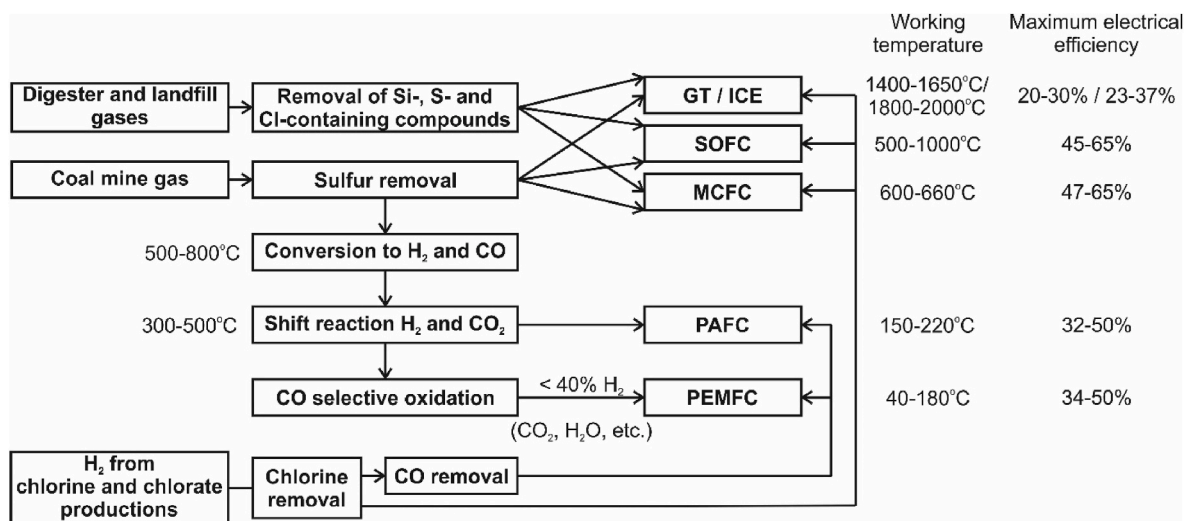 Working temperature
Maximum electrical efficiency
Digester and landfill gases
Removal of Si-, S- and Cl-containing compounds
GT / ICE
1400-1650°C/
1800-2000°C
20-30% / 23-37%
SOFC
500-1000°C
45-65%
Coal mine gas
Sulfur removal
MCFC
600-660°C
47-65%
500-800°C
Conversion to H₂ and CO
300-500°C
Shift reaction H₂ and CO₂
PAFC
150-220°C
32-50%
CO selective oxidation
< 40% H₂
(CO₂, H₂O, etc.)
PEMFC
40-180°C
34-50%
H₂ from
chlorine and chlorate
productions
Chlorine
removal
CO removal